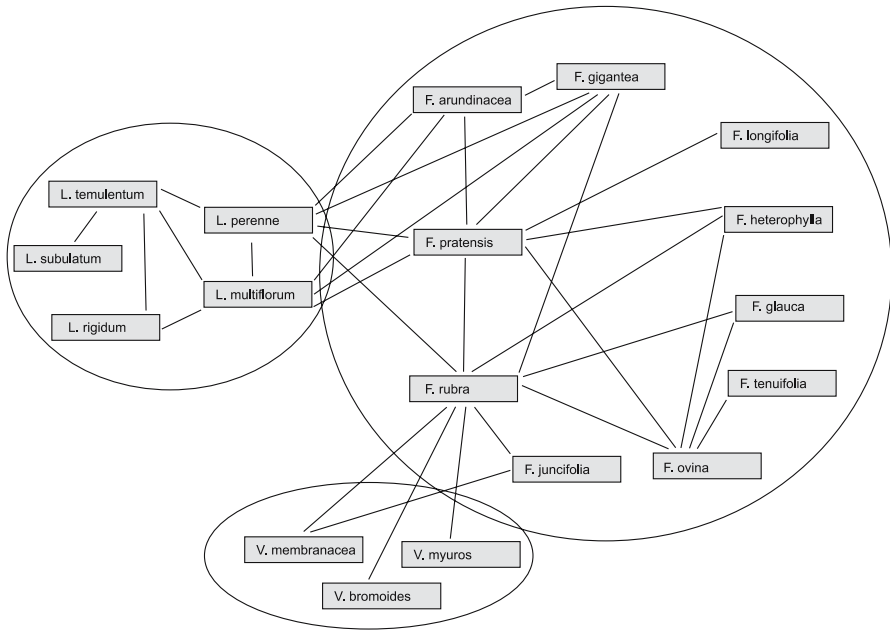 F. gigantea
F. arundinacea
F. longifolia
L. temulentum
L. perenne
F. heterophylla
F. pratensis
L. subulatum
L. multiflorum
F. glauca
L. rigidum
F. rubra
F. tenuifolia
F. juncifolia
F. ovina
V. membranacea
V. myuros
V. bromoides